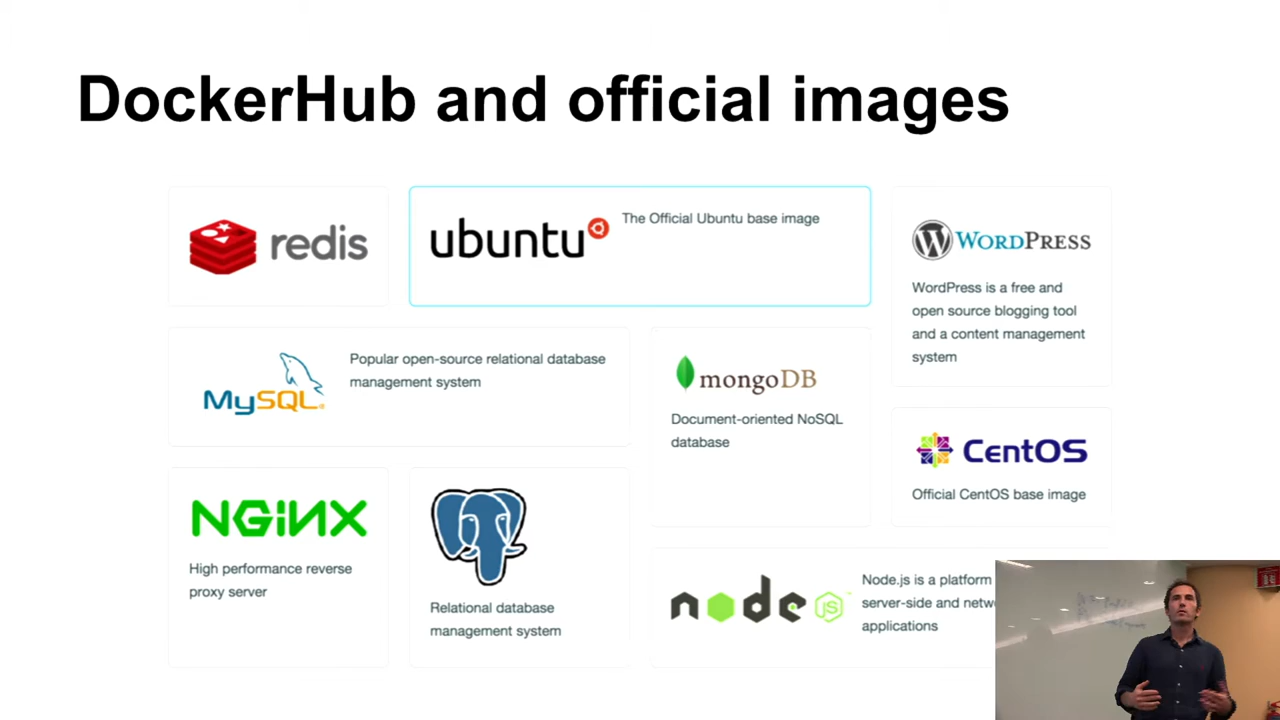 DockerHub and official images
redis
ubuntu
The Official Ubuntu base image
WORDPRESS
WordPress is a free and
open source blogging tool
and a content management
system
MySQL
Popular open-source relational database
management system
mongoDB
Document-oriented NoSQL
database
CentOS
Official CentOS base image
NGiNX
High performance reverse
proxy server
Relational database
management system
node JS
Node.js is a platform
server-side and
applications